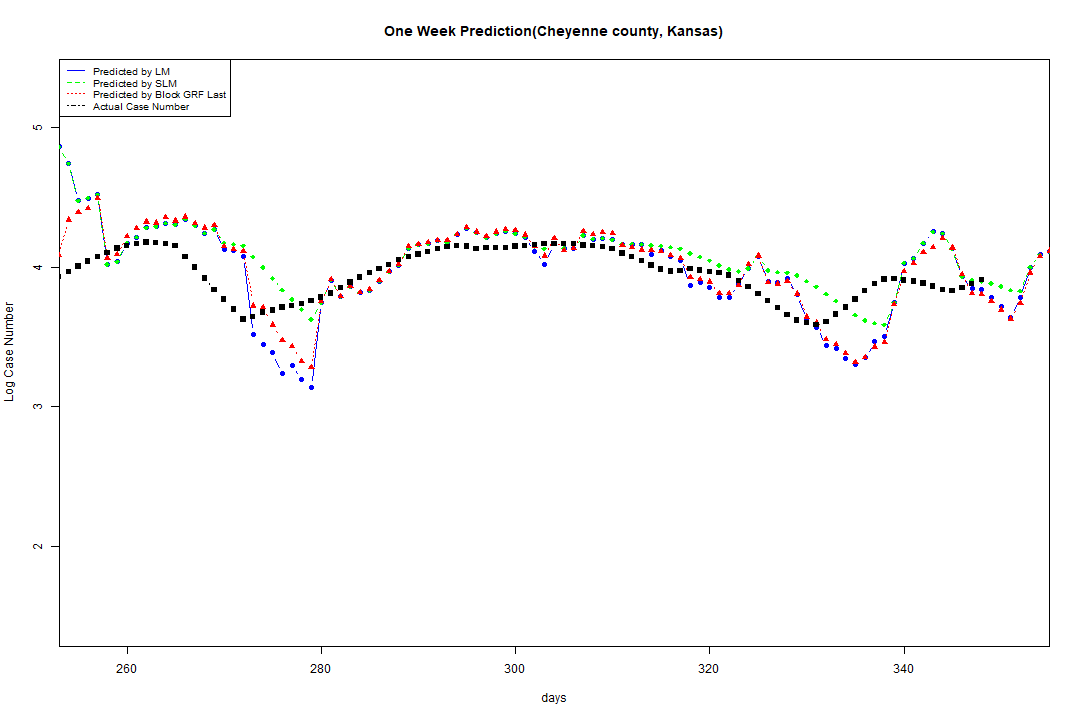 One Week Prediction(Cheyenne county, Kansas)
Predicted by LM
Predicted by SLM
Predicted by Block GRF Last
Actual Case Number
5
4
3
2
Log Case Number
260 280 300 320 340
days